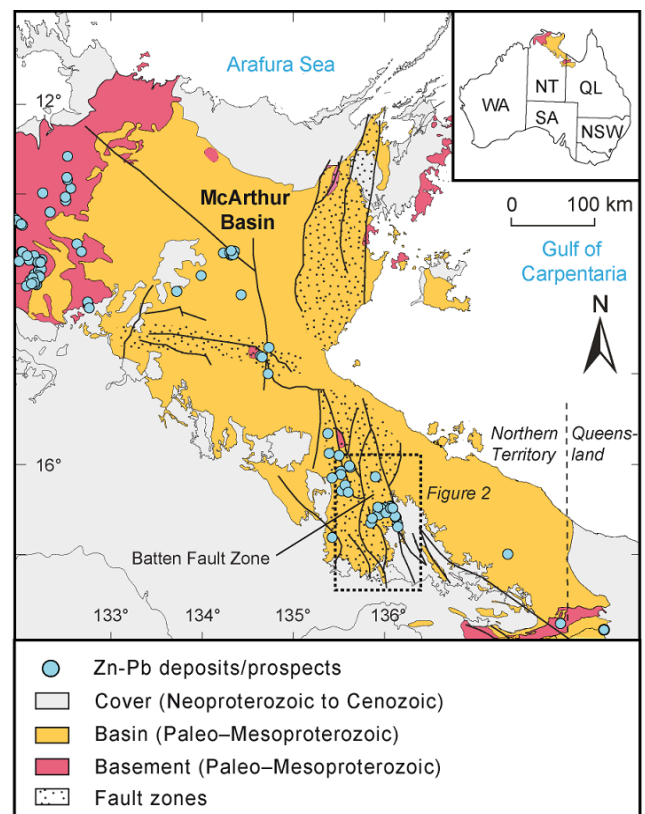 Arafura Sea
12°
WA
NT
QL
SA
NSW
McArthur
Basin
0 100 km
Gulf of
Carpentaria
N
Northern
Territory
Queens-
land
16°
Figure 2
Batten Fault Zone
133 134 135 136°
Zn-Pb deposits/prospects
Cover (Neoproterozoic to Cenozoic)
Basin (Paleo–Mesoproterozoic)
Basement (Paleo–Mesoproterozoic)
Fault zones